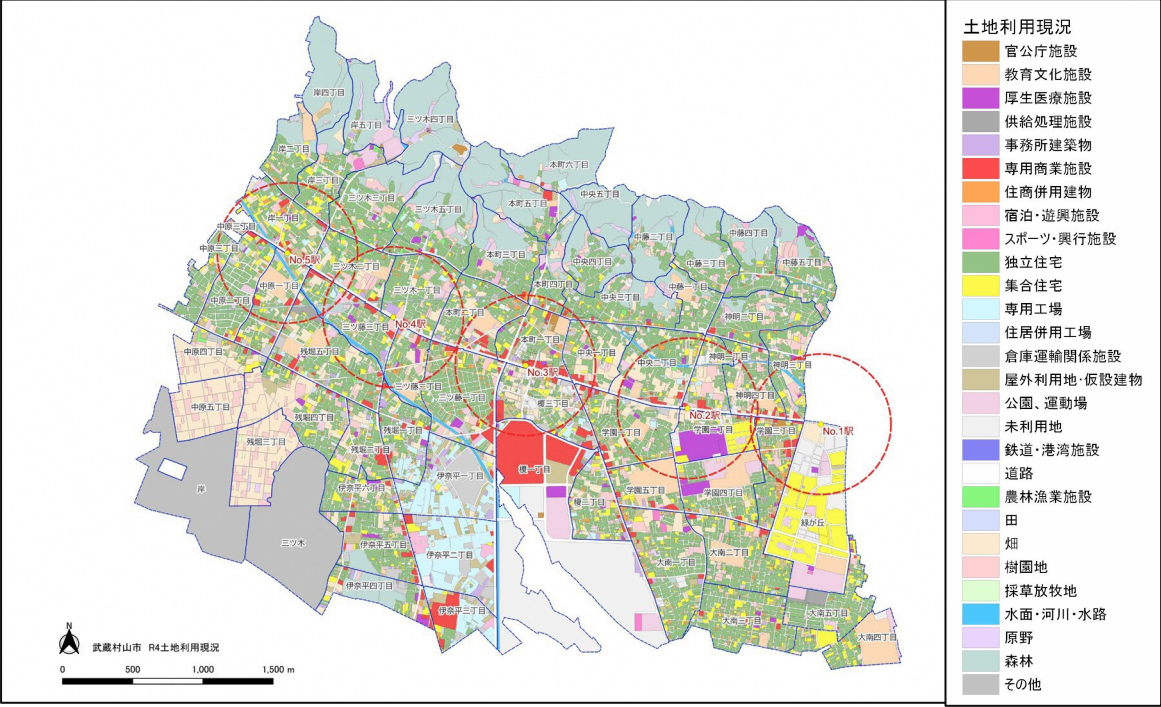 土地利用現況
官公庁施設
教育文化施設
厚生医療施設
供給処理施設
事務所建築物
専用商業施設
住商併用建物
宿泊・遊興施設
スポーツ・興行施設
独立住宅
集合住宅
専用工場
住居併用工場
倉庫運輸関係施設
屋外利用地・仮設建物
公園、運動場
未利用地
鉄道・港湾施設
道路
農林漁業施設
田
畑
樹園地
採草放牧地
水面・河川・水路
原野
森林
その他
岸四丁目
岸五丁目
三ツ木四丁目
岸二丁目
本町六丁目
岸三丁目
三ツ木三丁目
中央五丁目
三ツ木五丁目
本町五丁目
岸一丁目
中原三丁目
中藤二丁目
中藤四丁目
中原三丁目
本町三丁目
No.5駅
三ツ木二丁目
中央四丁目
中藤三丁目
中藤五丁目
中原一丁目
三ツ木一丁目
本町四丁目
中藤一丁目
中原二丁目
中央三丁目
本町二丁目
神明二丁目
三ツ藤三丁目
No.4駅
本町一丁目
中原四丁目
残堀五丁目
中央一丁目
中央二丁目
神明一丁目
神明三丁目
No.3駅
三ツ藤二丁目
三ツ藤一丁目
神明四丁目
中原五丁目
榎三丁目
残堀四丁目
No.2駅
残堀一丁目
学園一丁目
学園二丁目
学園三丁目
No.1駅
残堀三丁目
残堀二丁目
榎一丁目
伊奈平一丁目
岸
伊奈平六丁目
学園五丁目
学園四丁目
榎二丁目
緑が丘
三ツ木
伊奈平五丁目
伊奈平二丁目
大南二丁目
大南一丁目
伊奈平四丁目
伊奈平三丁目
大南五丁目
大南三丁目
大南四丁目
N
武蔵村山市 R4土地利用現況
0 500 1,000 1,500 m